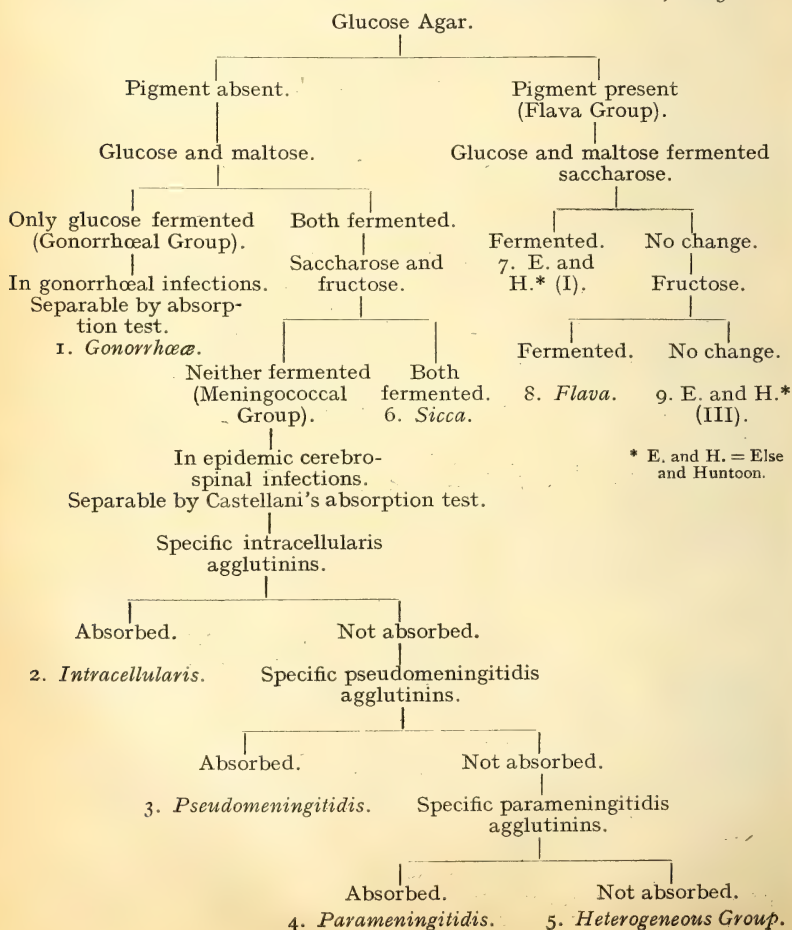 Glucose Agar.
Pigment absent.
Pigment present
(Flava Group).
Glucose and maltose.
Glucose and maltose fermented
saccharose.
Only glucose fermented
(Gonorrhœal Group).
Both fermented.
Fermented.
7. E. and
H.* (I).
No change.
In gonorrhœal infections.
Separable by absorp-
tion test.
1. Gonorrhœæ.
Saccharose and
fructose.
Fructose.
Neither fermented
(Meningococcal
Group).
Both
fermented.
6. Sicca.
Fermented.
8. Flava.
No change.
9. E. and H.*
(III).
* E. and H. = Else
and Huntoon.
In epidemic cerebro-
spinal infections.
Separable by Castellani's absorption test.
Specific intracellularis
agglutinins.
Absorbed.
Not absorbed.
2. Intracellularis.
Specific pseudomeningitidis
agglutinins.
Absorbed.
Not absorbed.
3. Pseudomeningitidis.
Specific parameningitidis
agglutinins.
Absorbed.
Not absorbed.
4. Parameningitidis.
5. Heterogeneous Group.